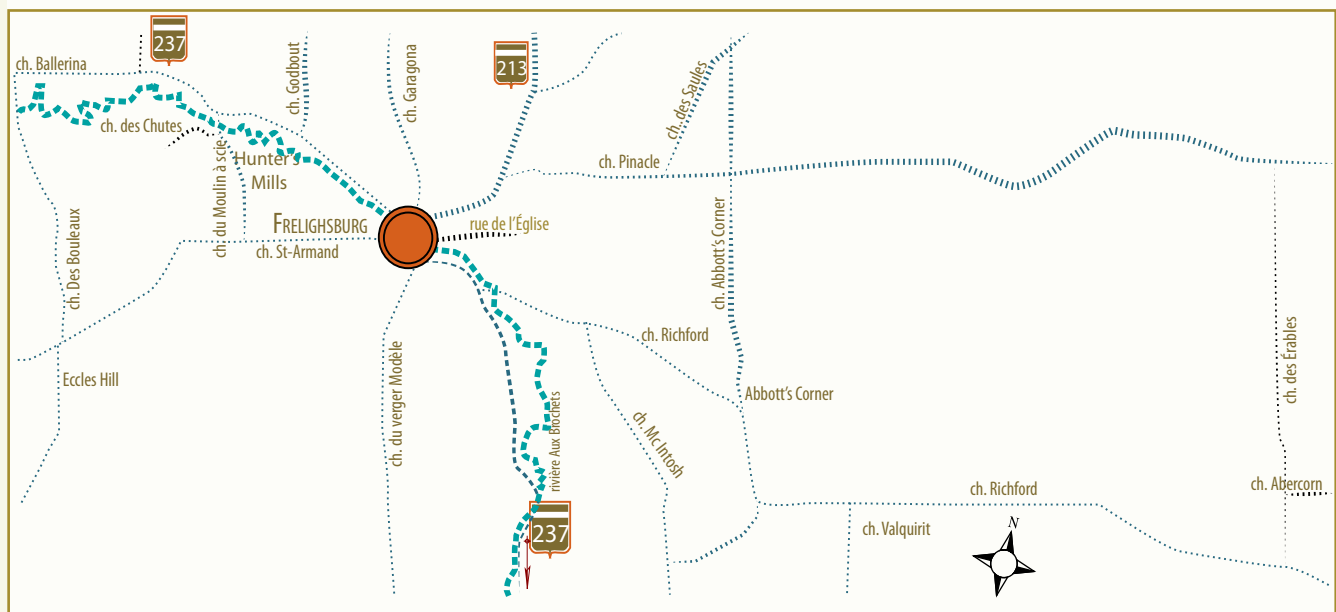 237
ch. Ballerina
ch. Godbout
ch. Garagona
213
ch. des Saules
ch. des Chutes
Hunter's
Mills
ch. du Moulin à scie
ch. Pinacle
FRELIGHSBURG
rue de l'Église
ch. St-Armand
ch. Des Bouleaux
ch. Abbott's Corner
ch. Richford
Eccles Hill
ch. du verger Modèle
rivière Aux Brochets
ch. Mc Intosh
Abbott's Corner
ch. des Érables
ch. Abercorn
ch. Richford
237
ch. Valquirit
N